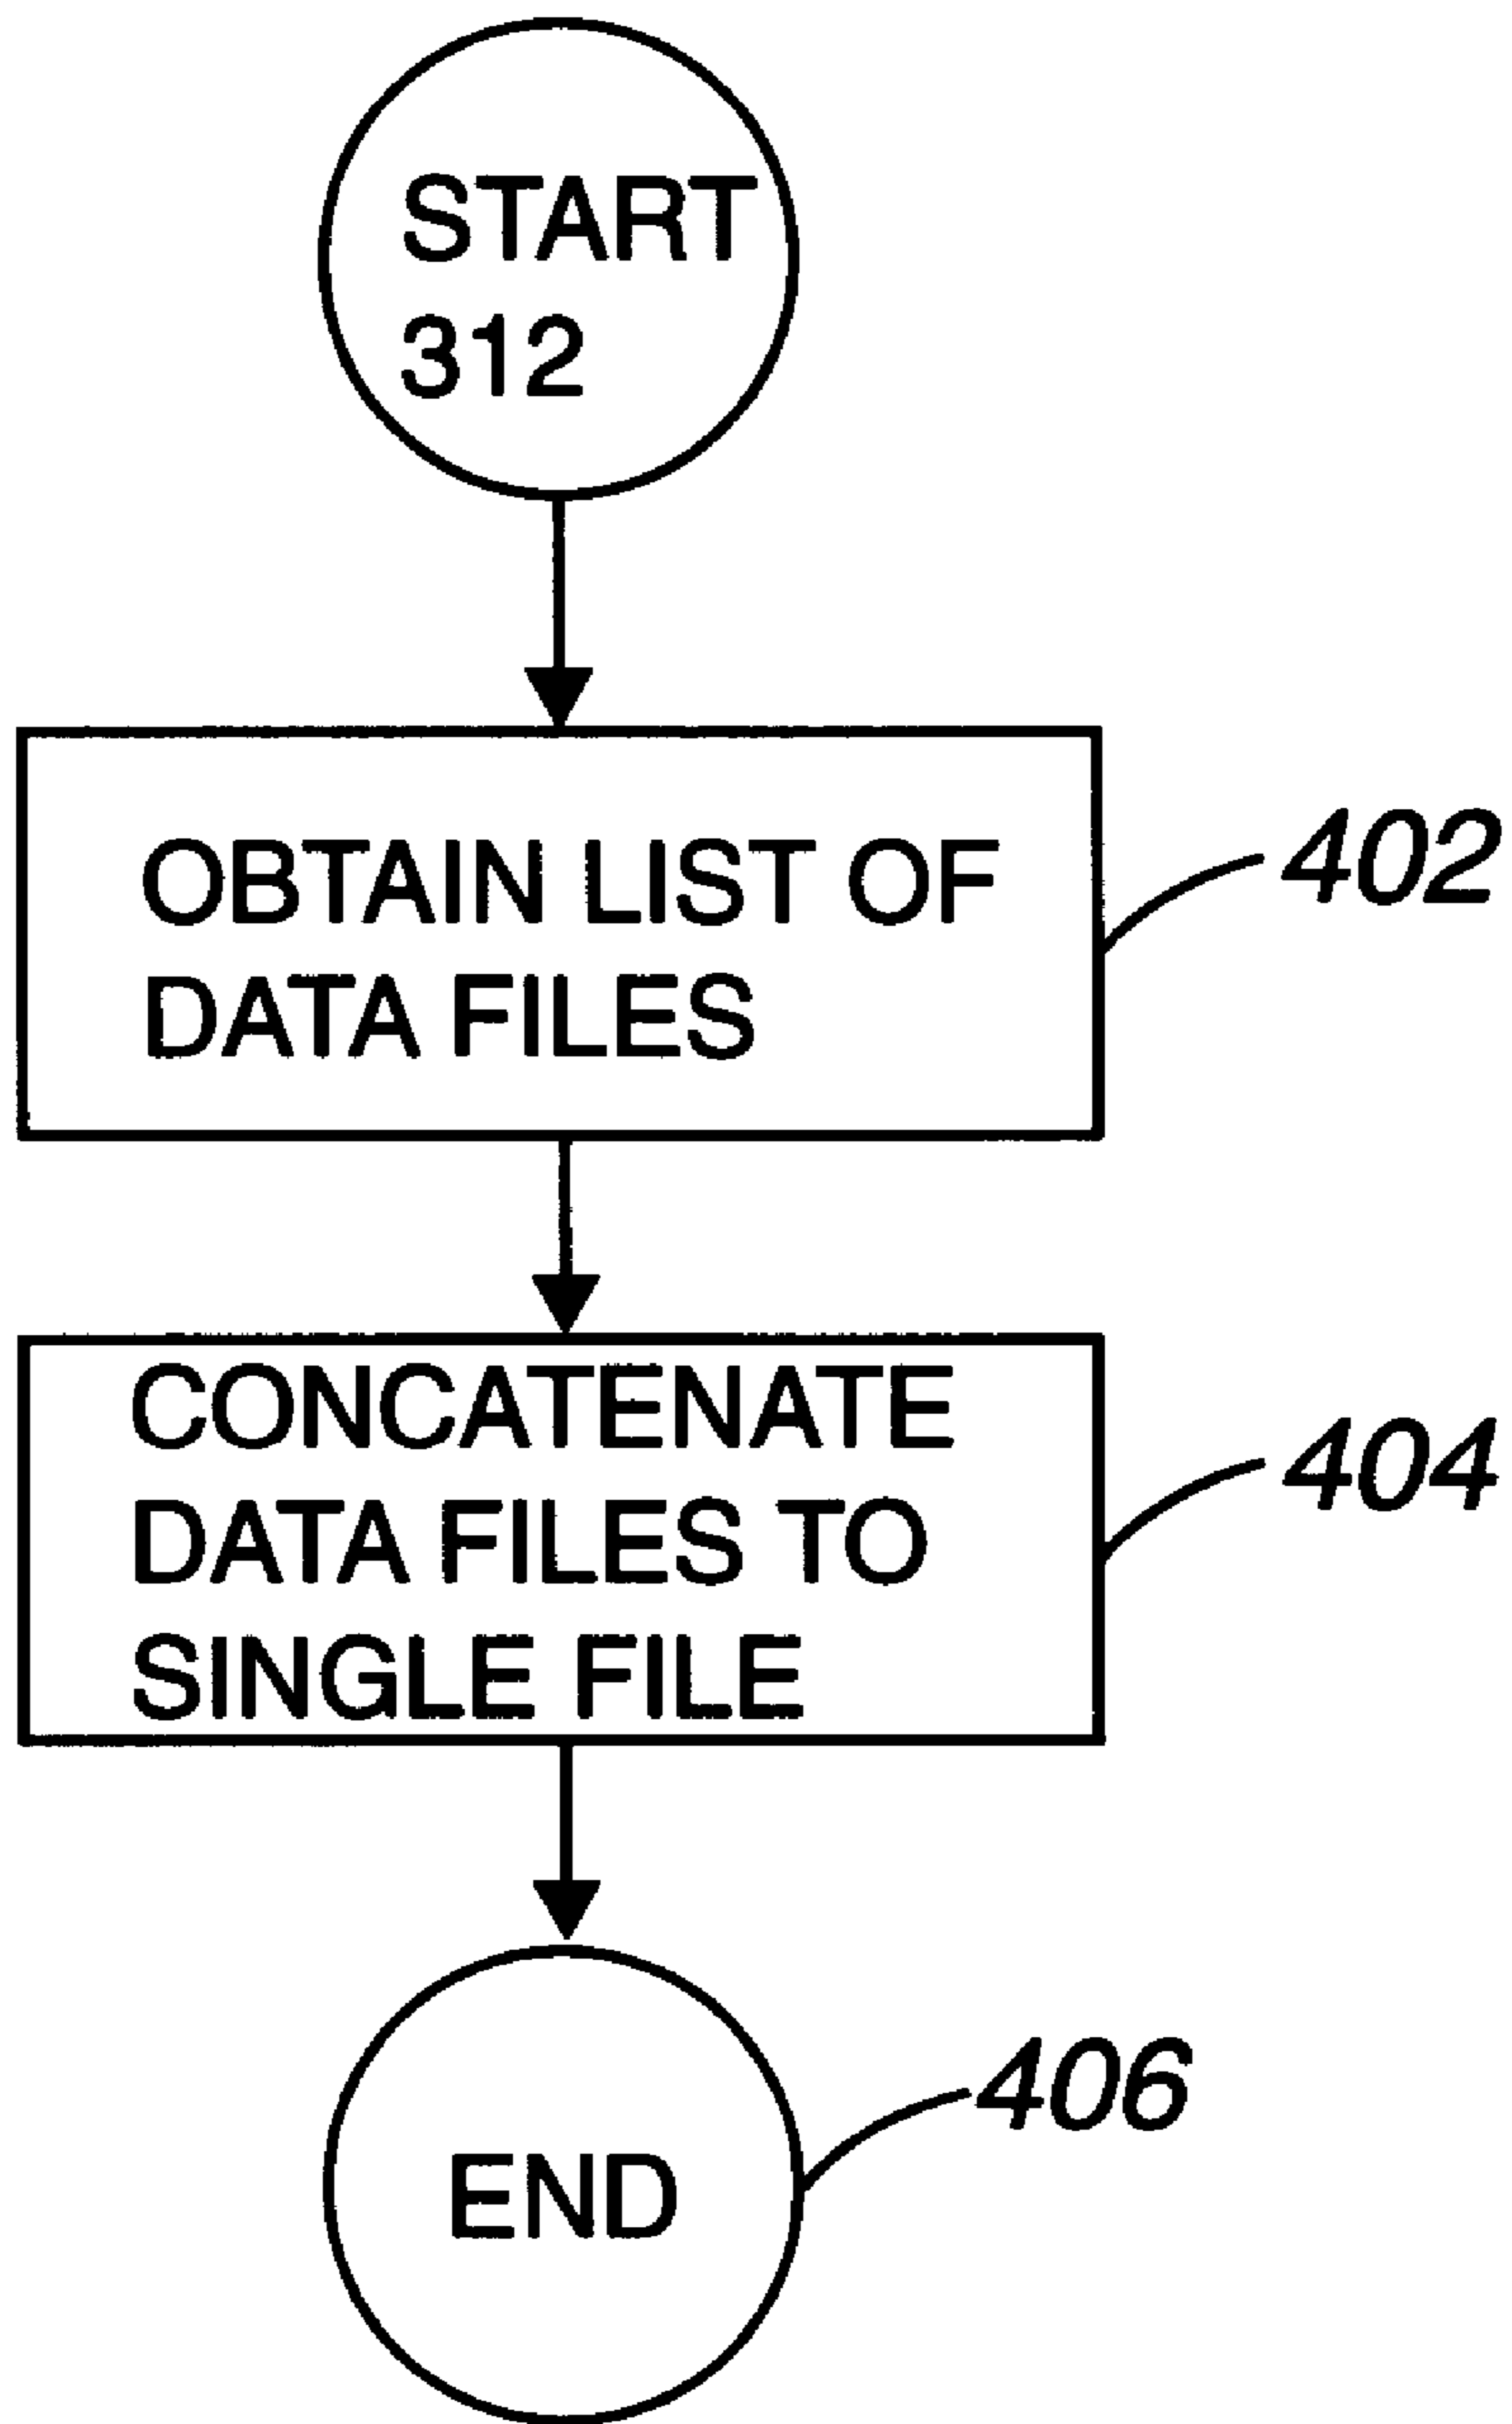 START
312
OBTAIN LIST OF
DATA FILES
402
CONCATENATE
DATA FILES TO
SINGLE FILE
404
END
406